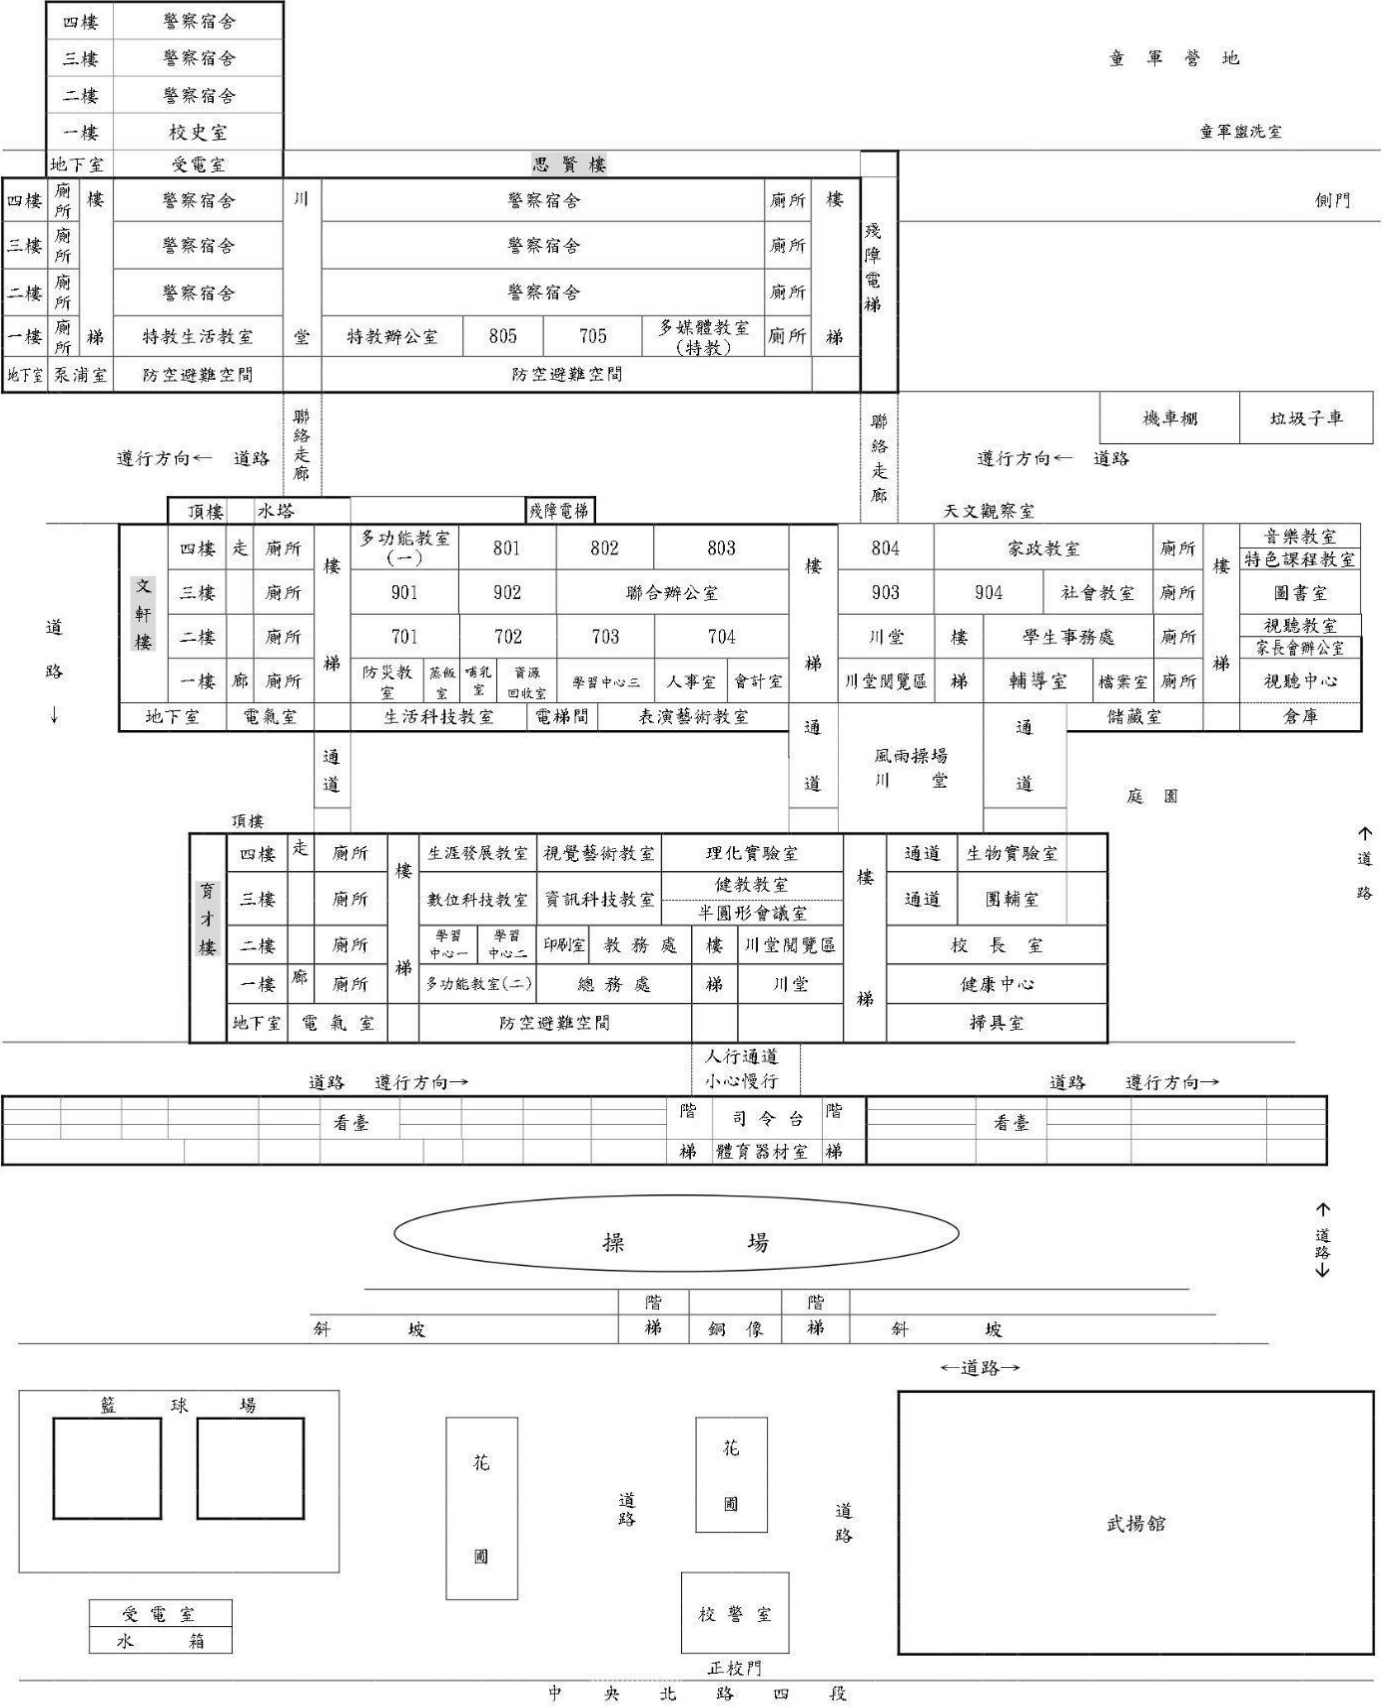 四樓 警察宿舍
三樓 警察宿舍
童 軍 營 地
二樓 警察宿舍
一樓 校史室
童軍盥洗室
地下室 受電室 思 賢 樓
四樓 廁所 樓 警察宿舍 川 警察宿舍 廁所 樓 側門
三樓 廁所 警察宿舍 警察宿舍 廁所 殘障電梯
二樓 廁所 警察宿舍 警察宿舍 廁所
一樓 廁所 梯 特教生活教室 堂 特教辦公室 805 705 多媒體教室(特教) 廁所 梯
地下室 泵浦室 防空避難空間 防空避難空間
聯絡走廊 聯絡走廊 機車棚 垃圾子車
遵行方向← 道路 遵行方向← 道路
頂樓 水塔 殘障電梯 天文觀察室
文軒樓
四樓 走 廁所 樓 多功能教室(一) 801 802 803 樓 804 家政教室 廁所 樓 音樂教室
特色課程教室
三樓 廁所 901 902 聯合辦公室 903 904 社會教室 廁所 圖書室
二樓 廁所 701 702 703 704 川堂 樓 學生事務處 廁所 視聽教室
家長會辦公室
一樓 廊 廁所 梯 防災教室 蒸飯室 哺乳室 資源回收室 學習中心三 人事室 會計室 梯 川堂閱覽區 梯 輔導室 檔案室 廁所 梯 視聽中心
地下室 電氣室 生活科技教室 電梯間 表演藝術教室 儲藏室 倉庫
道路↓
通道 通道 風雨操場 通道
川 堂
庭 園
↑道路
頂樓
育才樓
四樓 走 廁所 樓 生涯發展教室 視覺藝術教室 理化實驗室 樓 通道 生物實驗室
三樓 廁所 數位科技教室 資訊科技教室 健教教室 通道 團輔室
半圓形會議室
二樓 廁所 學習中心一 學習中心二 印刷室 教 務 處 樓 川堂閱覽區 校 長 室
一樓 廊 廁所 梯 多功能教室(二) 總 務 處 梯 川堂 梯 健康中心
地下室 電 氣 室 防空避難空間 掃具室
人行通道
道路 遵行方向→ 小心慢行 道路 遵行方向→
看臺 階 司 令 台 階 看臺
梯 體育器材室 梯
操 場
↑道路↓
階 階
斜 坡 梯 銅 像 梯 斜 坡
←道路→
籃 球 場
花圃 道路 花圃 道路 武揚館
受 電 室 校 警 室
水 箱
正校門
中 央 北 路 四 段